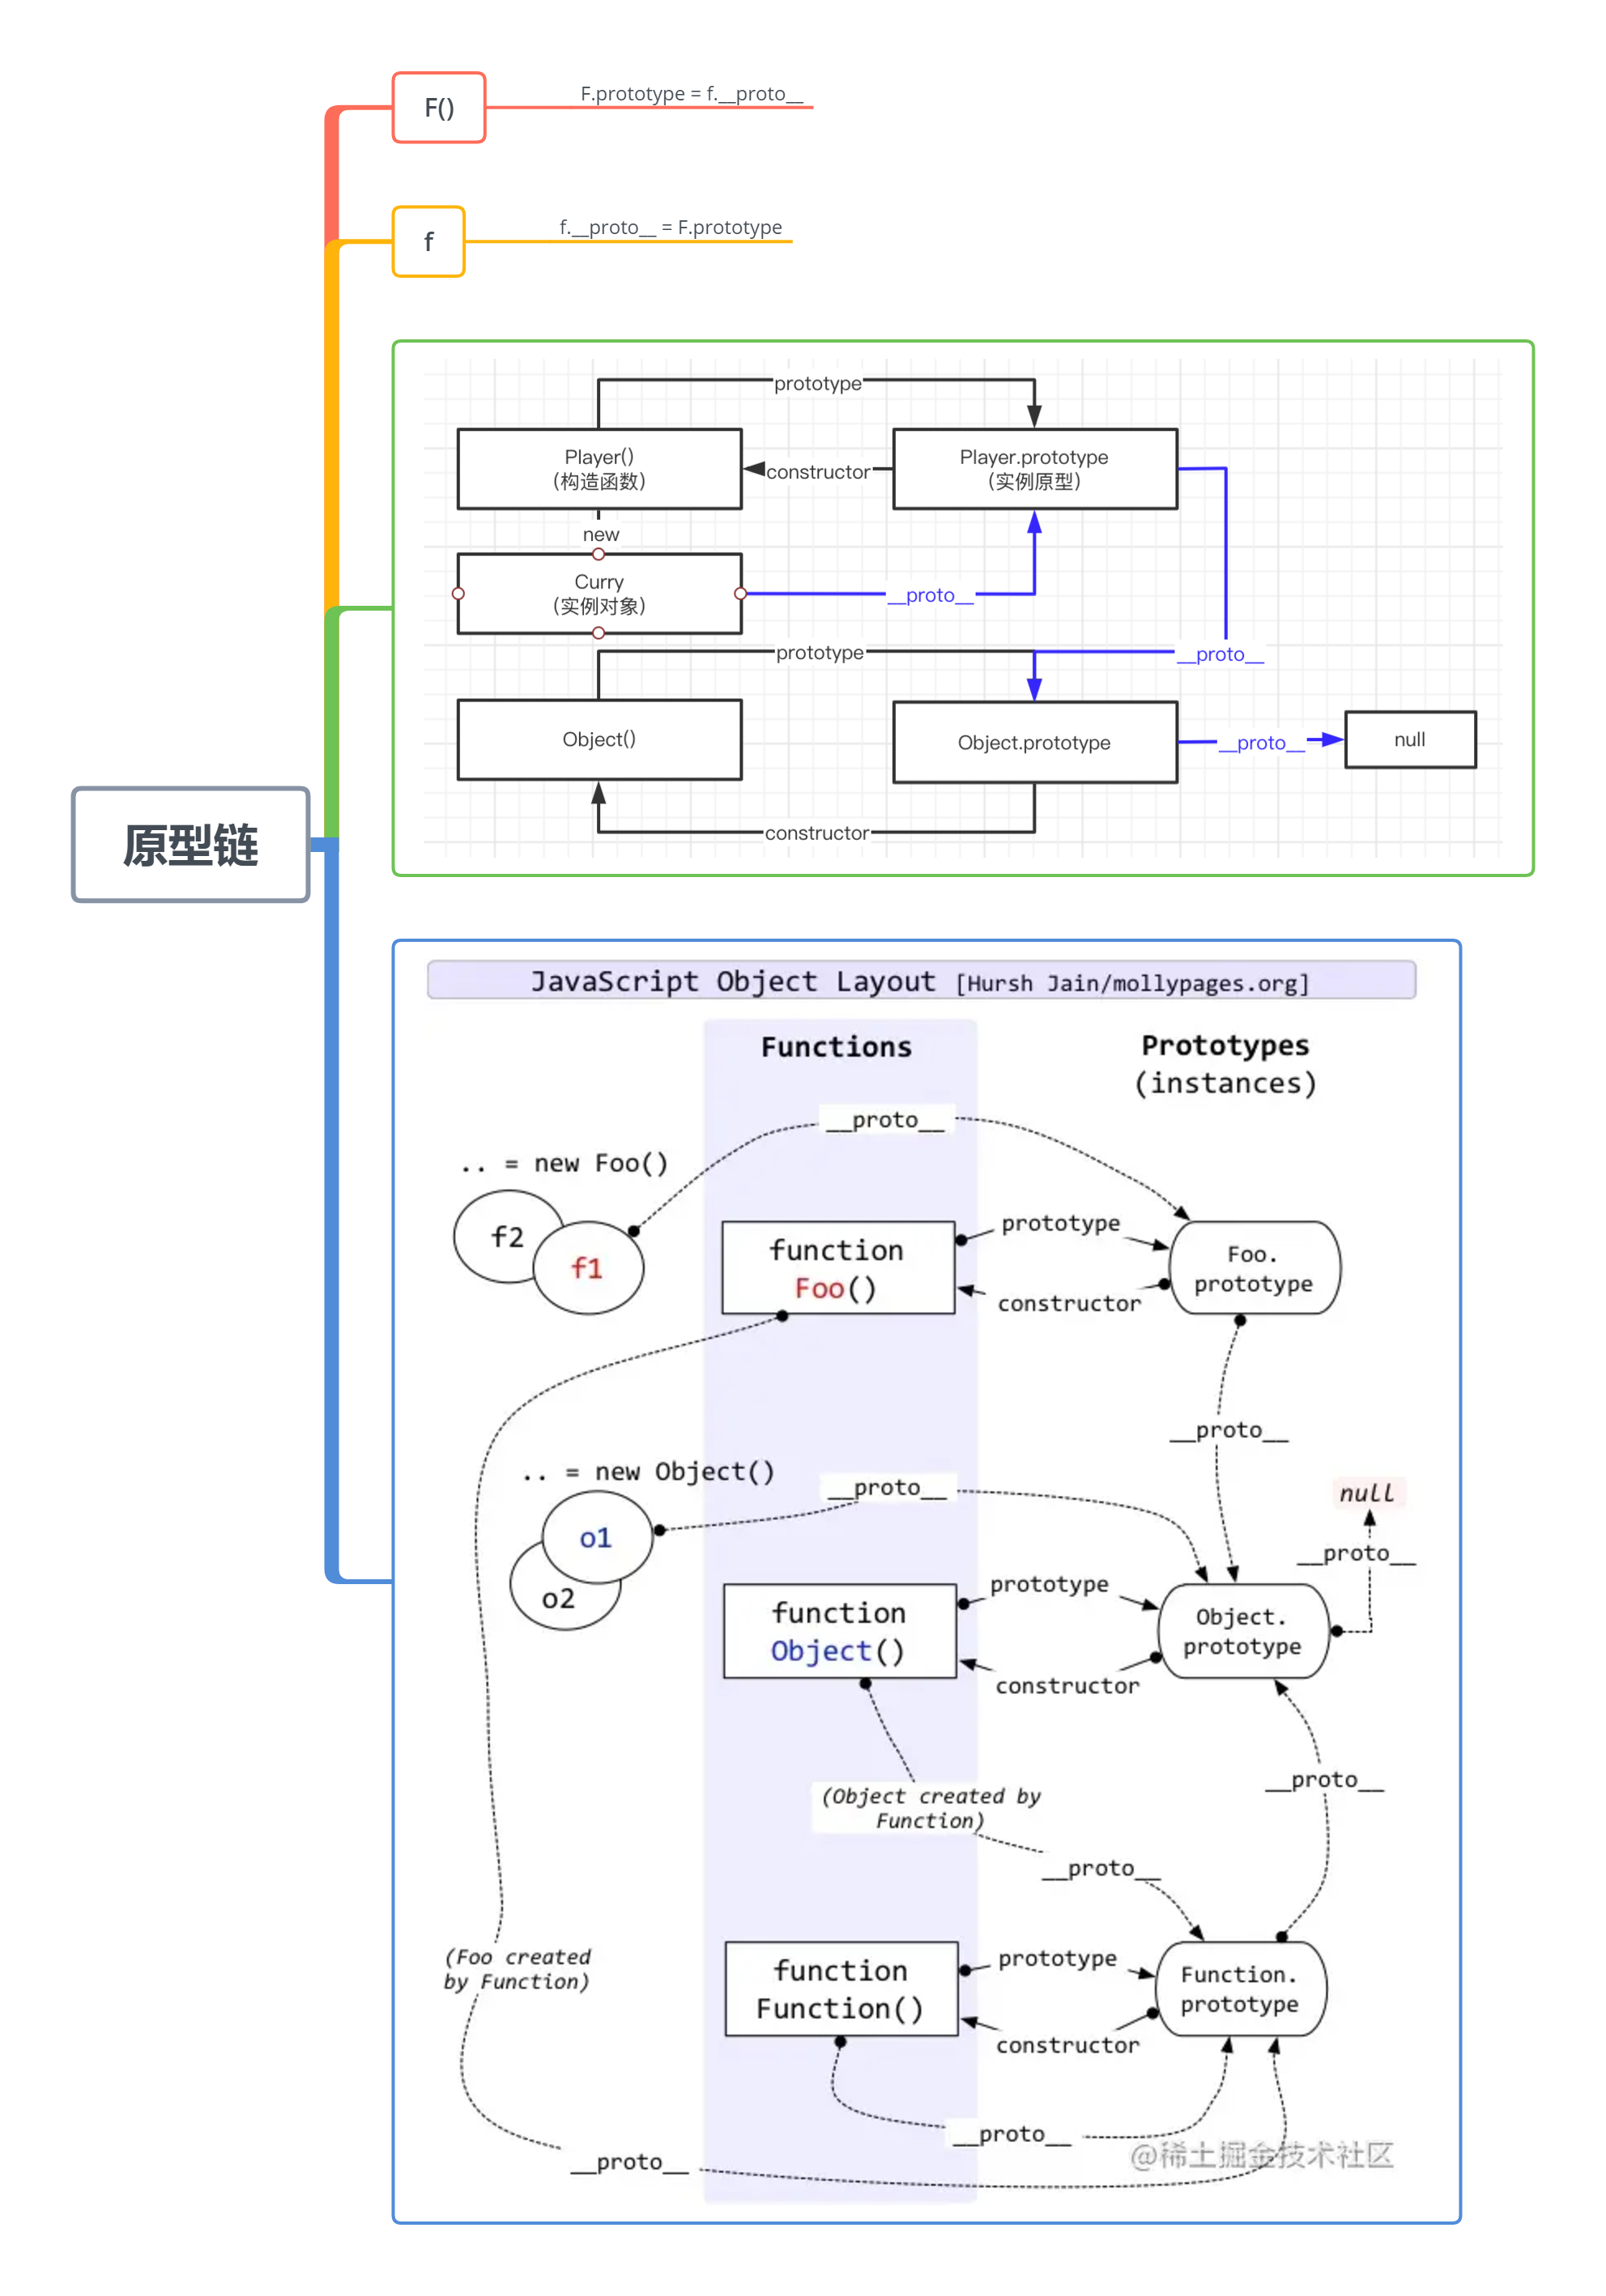 原型链
F()
F.prototype = f.__proto__
f
f.__proto__ = F.prototype
prototype
Player()
(构造函数)
constructor
Player.prototype
(实例原型)
new
Curry
(实例对象)
__proto__
prototype
__proto__
Object()
Object.prototype
__proto__
null
constructor
JavaScript Object Layout [Hursh Jain/mollypages.org]
Functions
Prototypes
(instances)
__proto__
.. = new Foo()
f2
f1
function
Foo()
prototype
constructor
Foo.
prototype
__proto__
.. = new Object()
__proto__
null
__proto__
o1
o2
function
Object()
prototype
constructor
Object.
prototype
(Object created by
Function)
__proto__
__proto__
(Foo created
by Function)
function
Function()
prototype
constructor
Function.
prototype
__proto__
__proto__
@稀土掘金技术社区